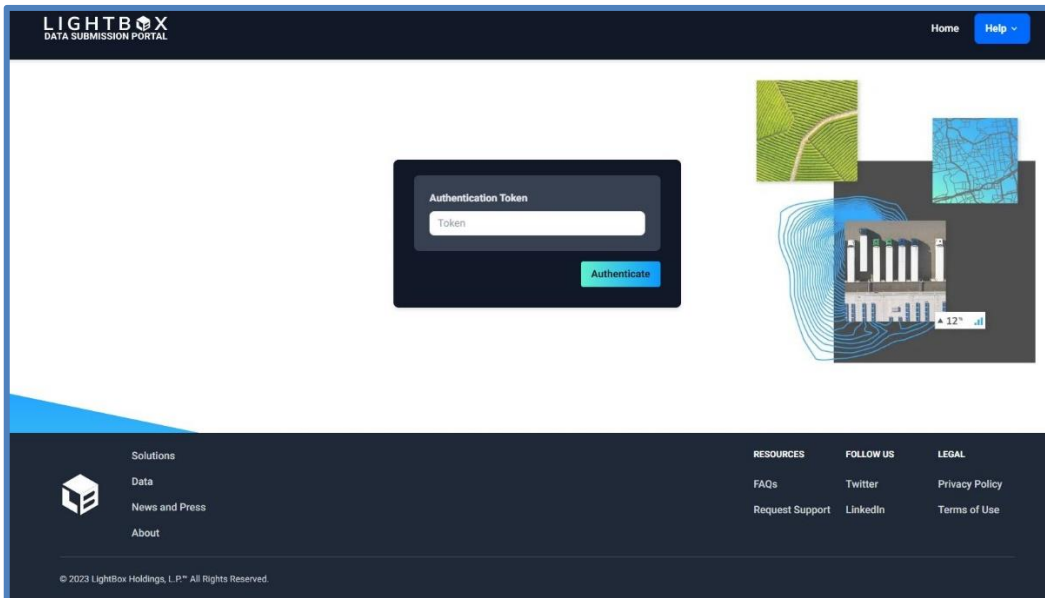 LIGHTBOX
DATA SUBMISSION PORTAL
Home
Help
Authentication Token
Token
Authenticate
▲ 12%
Solutions
Data
News and Press
About
RESOURCES
FAQs
Request Support
FOLLOW US
Twitter
LinkedIn
LEGAL
Privacy Policy
Terms of Use
© 2023 LightBox Holdings, L.P.™ All Rights Reserved.